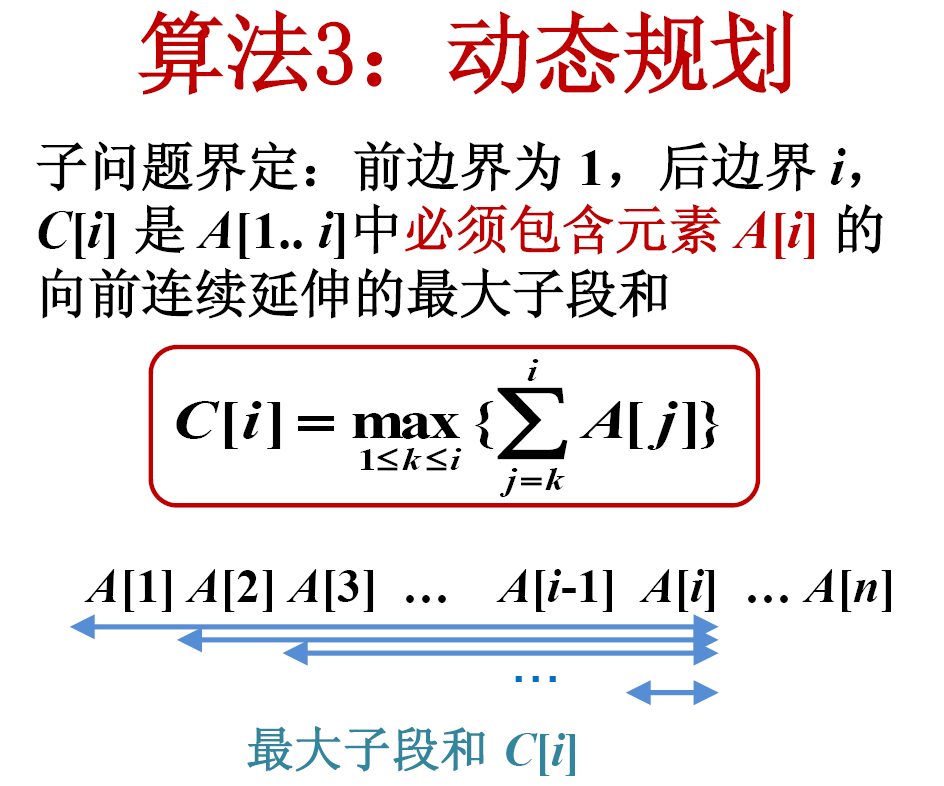 算法3：动态规划
子问题界定：前边界为 1，后边界 i，
C[i] 是 A[1.. i]中必须包含元素 A[i] 的
向前连续延伸的最大子段和
C[i] = max_{1≤k≤i} {∑_{j=k}^{i} A[j]}
A[1] A[2] A[3] … A[i-1] A[i] … A[n]
…
最大子段和 C[i]